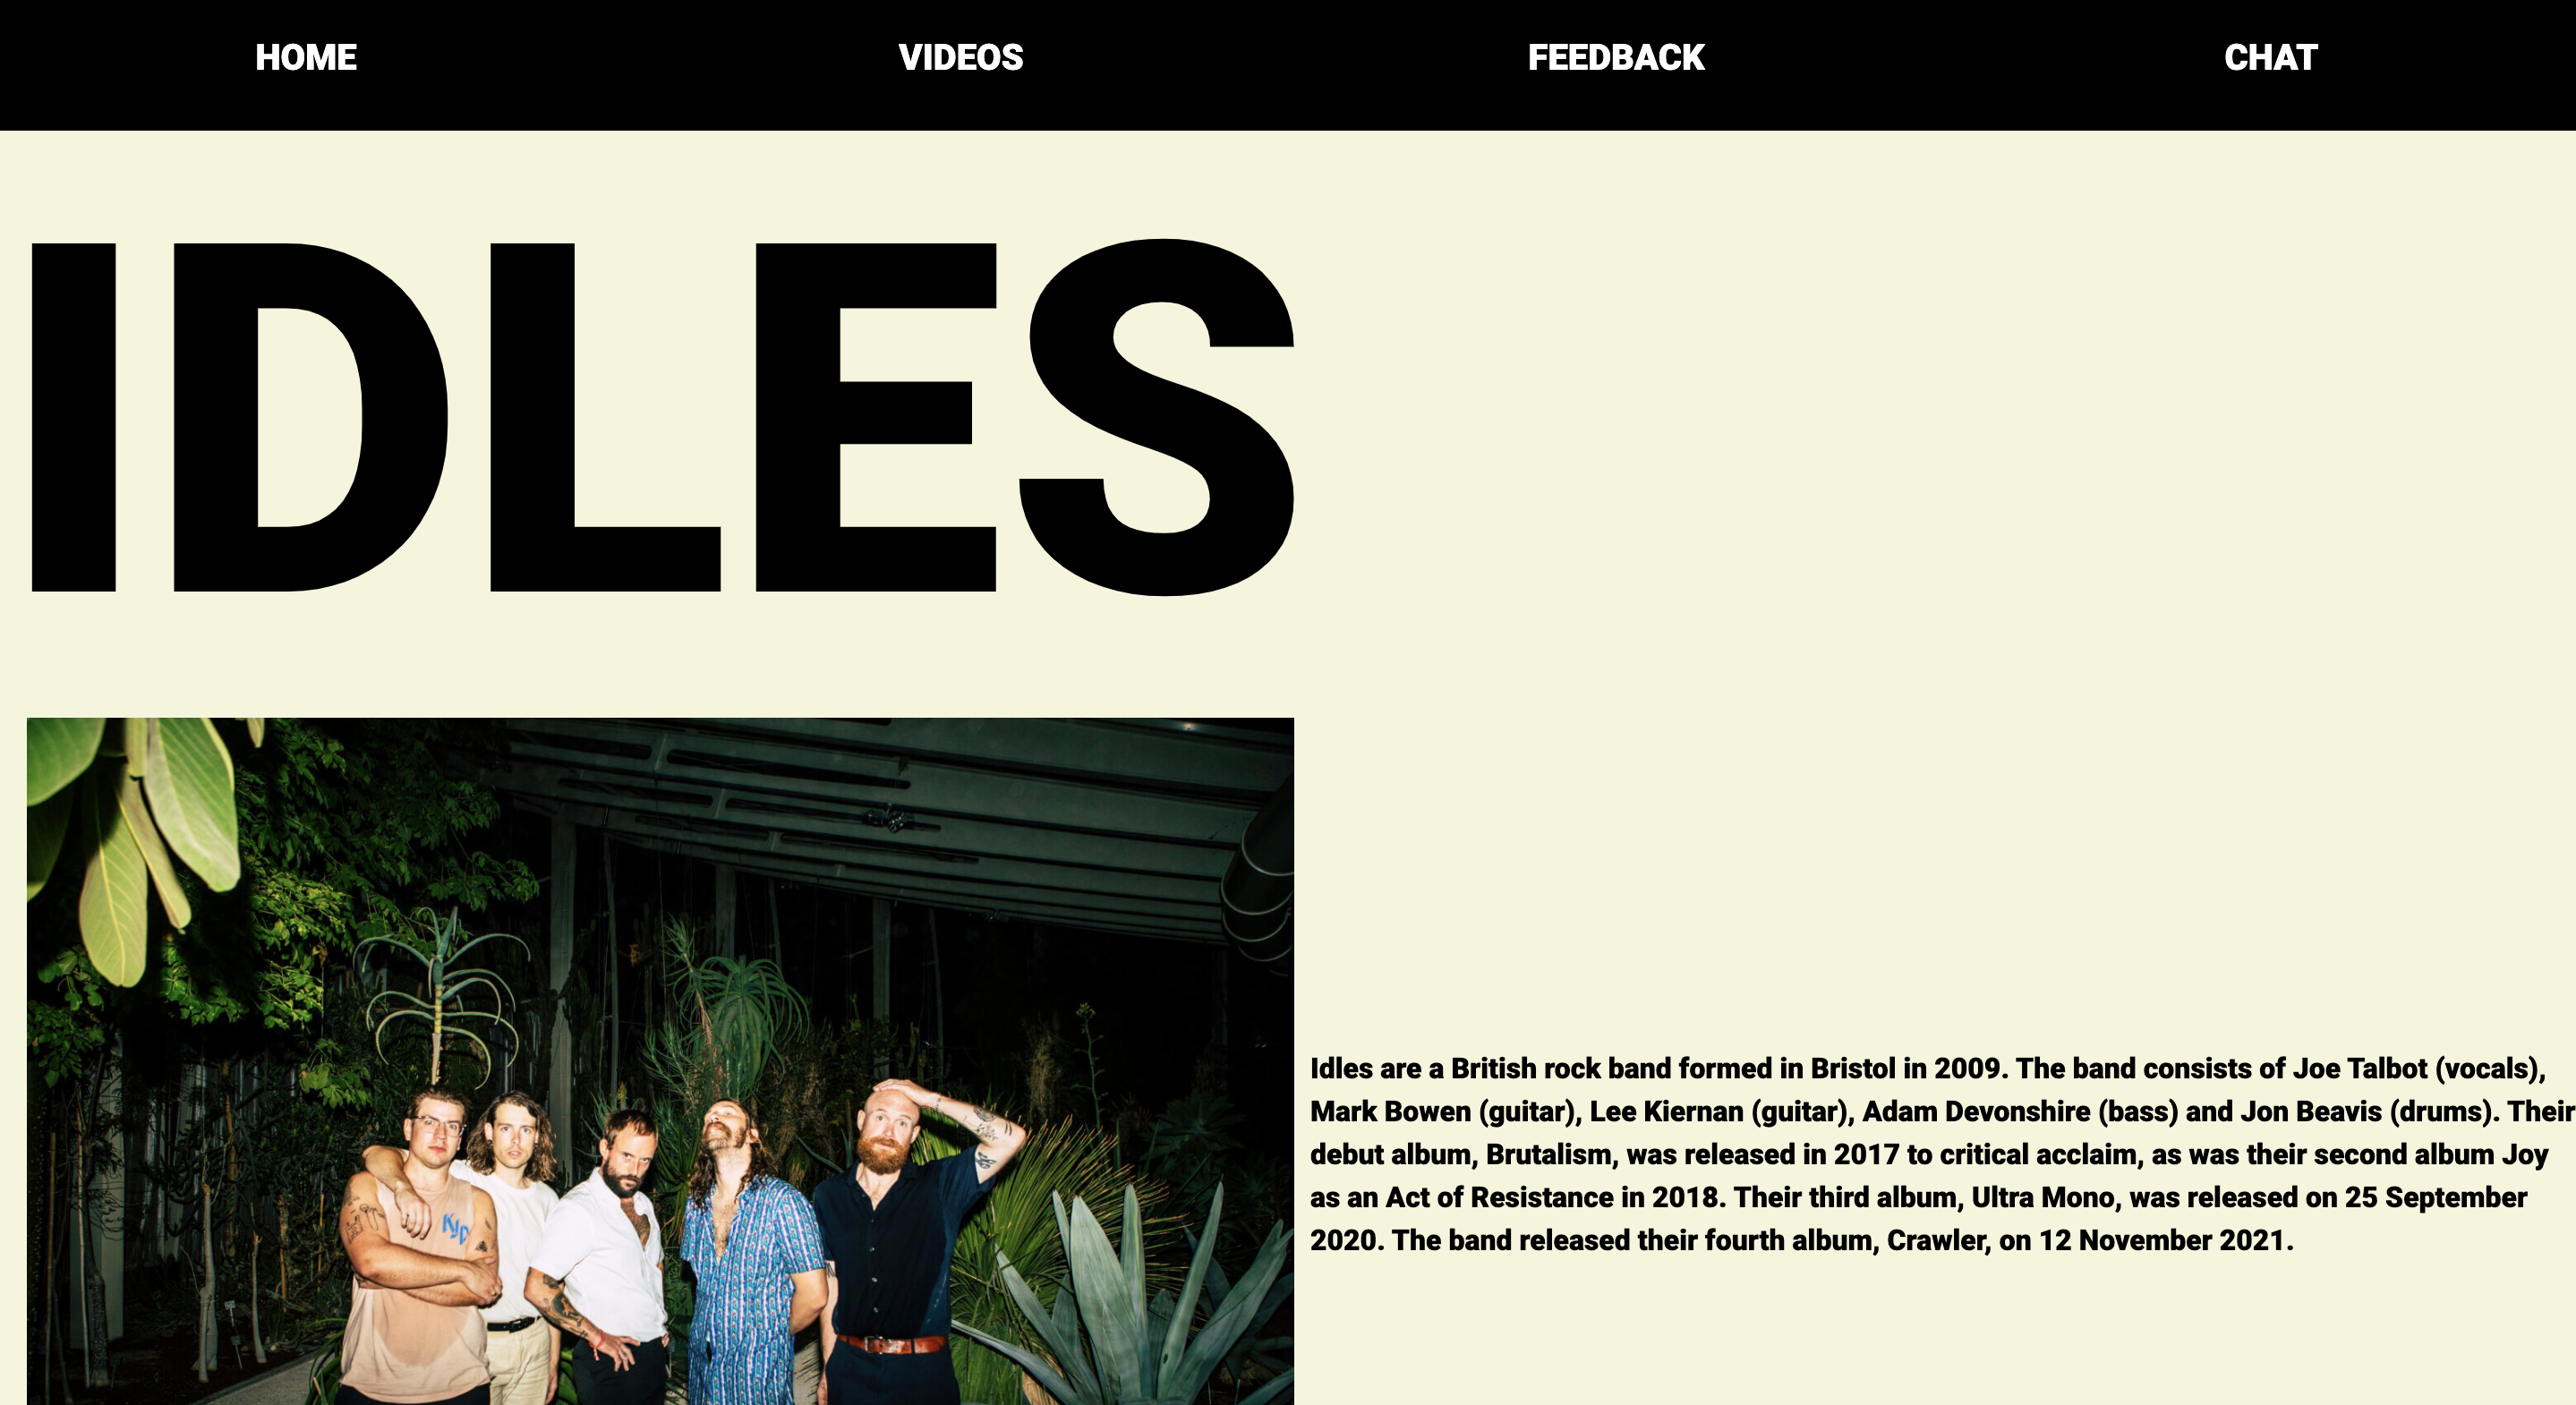 HOME
VIDEOS
FEEDBACK
CHAT
IDLES
Idles are a British rock band formed in Bristol in 2009. The band consists of Joe Talbot (vocals),
Mark Bowen (guitar), Lee Kiernan (guitar), Adam Devonshire (bass) and Jon Beavis (drums). Their
debut album, Brutalism, was released in 2017 to critical acclaim, as was their second album Joy
as an Act of Resistance in 2018. Their third album, Ultra Mono, was released on 25 September
2020. The band released their fourth album, Crawler, on 12 November 2021.